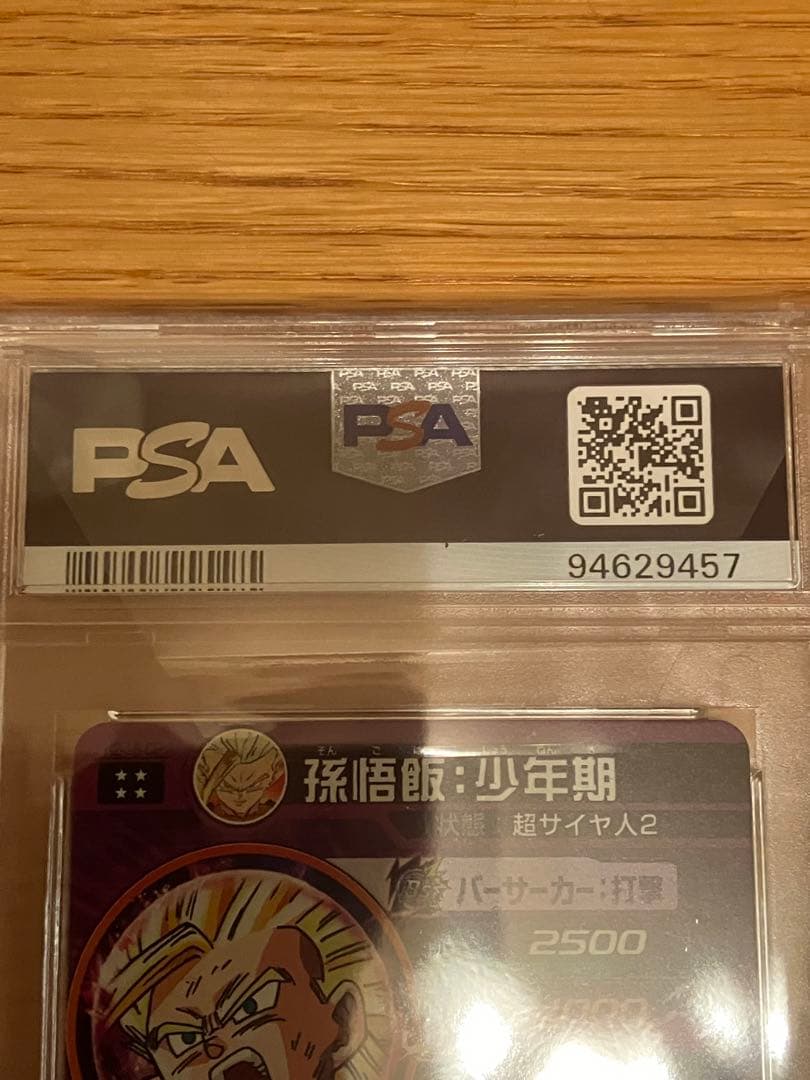 PSA
PSA
94629457
孫悟飯:少年期
状態 超サイヤ人2
バーサーカー:打撃
2500